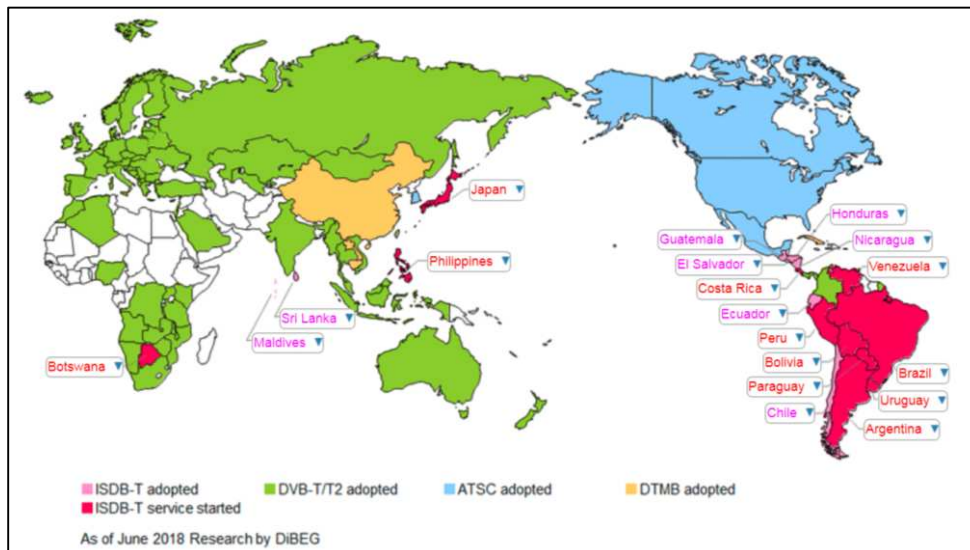 Japan
Honduras
Guatemala
Nicaragua
El Salvador
Philippines
Venezuela
Costa Rica
Sri Lanka
Ecuador
Maldives
Peru
Botswana
Bolivia
Brazil
Paraguay
Uruguay
Chile
Argentina
ISDB-T adopted
DVB-T/T2 adopted
ATSC adopted
DTMB adopted
ISDB-T service started
As of June 2018 Research by DiBEG